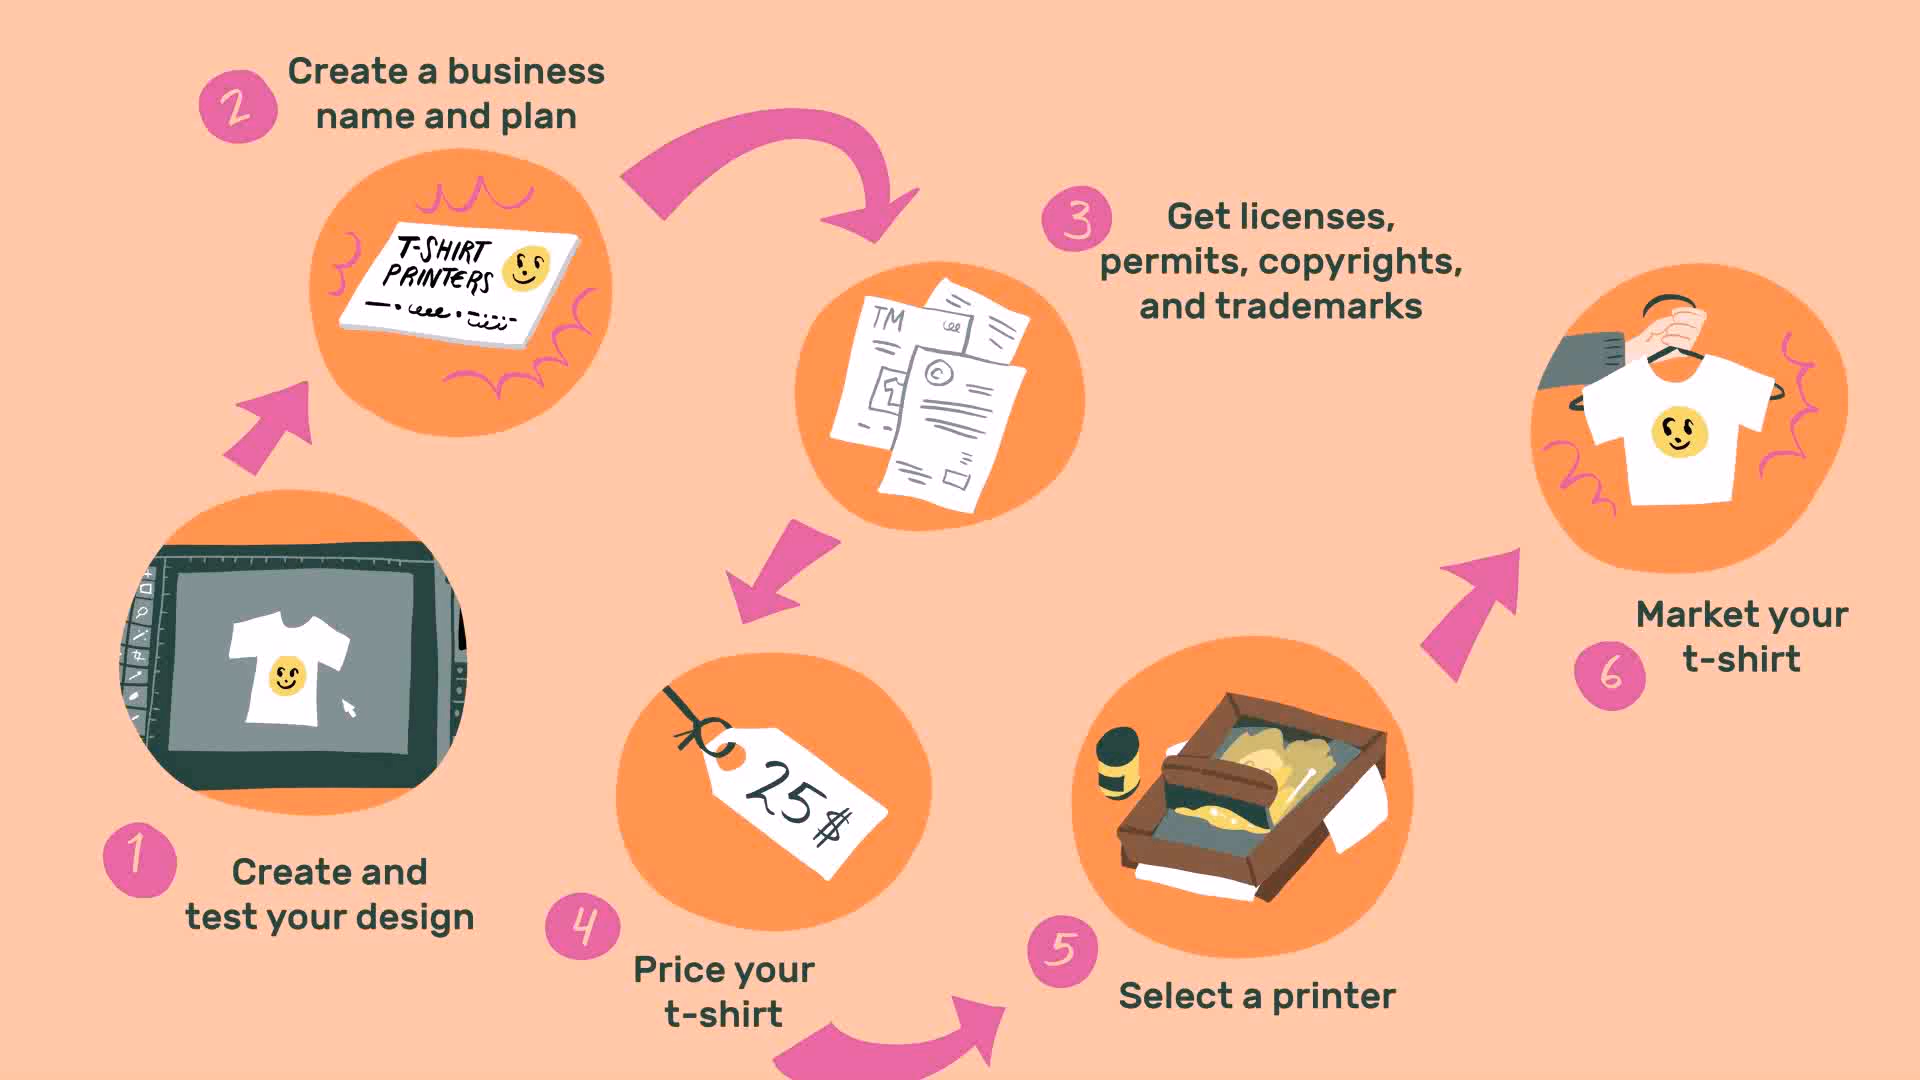 1
Create and
test your design
2
Create a business
name and plan
T-SHIRT
PRINTERS
3
Get licenses,
permits, copyrights,
and trademarks
TM
C
4
Price your
t-shirt
25$
5
Select a printer
6
Market your
t-shirt